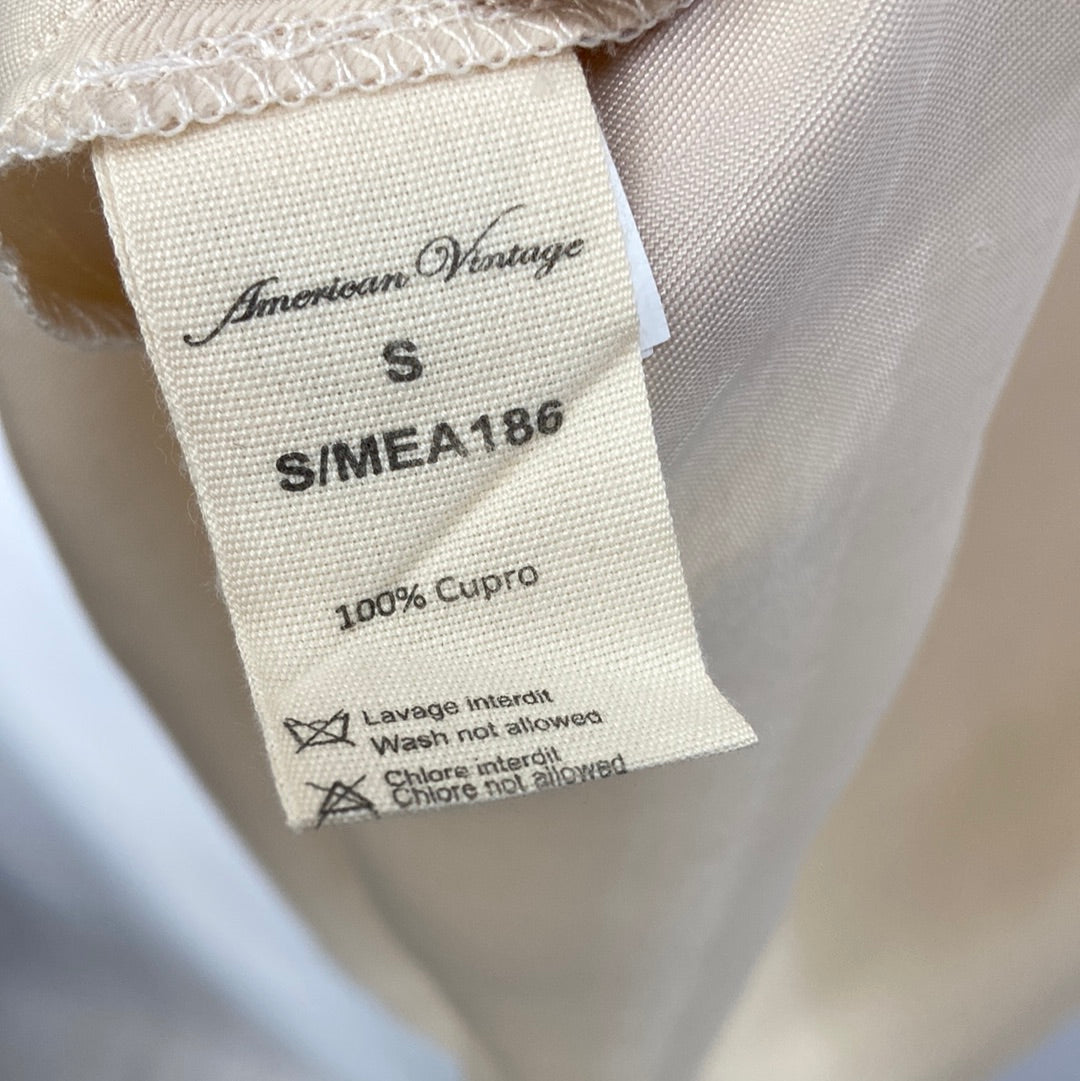 American Vintage
S
S/MEA186
100% Cupro
Lavage interdit
Wash not allowed
Chlore interdit
Chlore not allowed